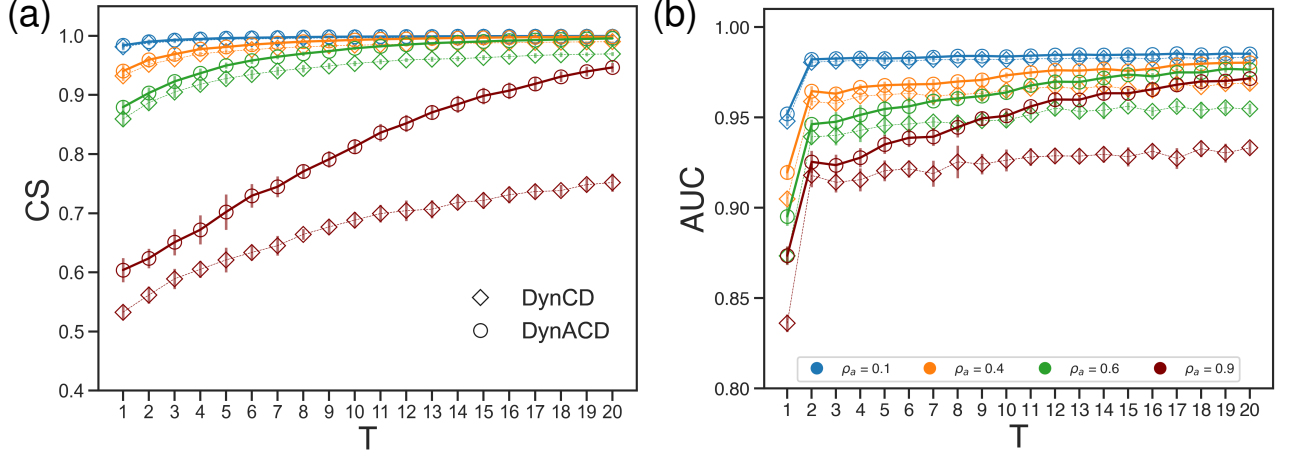 (a)
CS
1.0
0.9
0.8
0.7
0.6
0.5
0.4
DynCD
DynACD
1 2 3 4 5 6 7 8 9 10 11 12 13 14 15 16 17 18 19 20
T
(b)
AUC
1.00
0.95
0.90
0.85
0.80
ρₐ = 0.1 ρₐ = 0.4 ρₐ = 0.6 ρₐ = 0.9
1 2 3 4 5 6 7 8 9 10 11 12 13 14 15 16 17 18 19 20
T